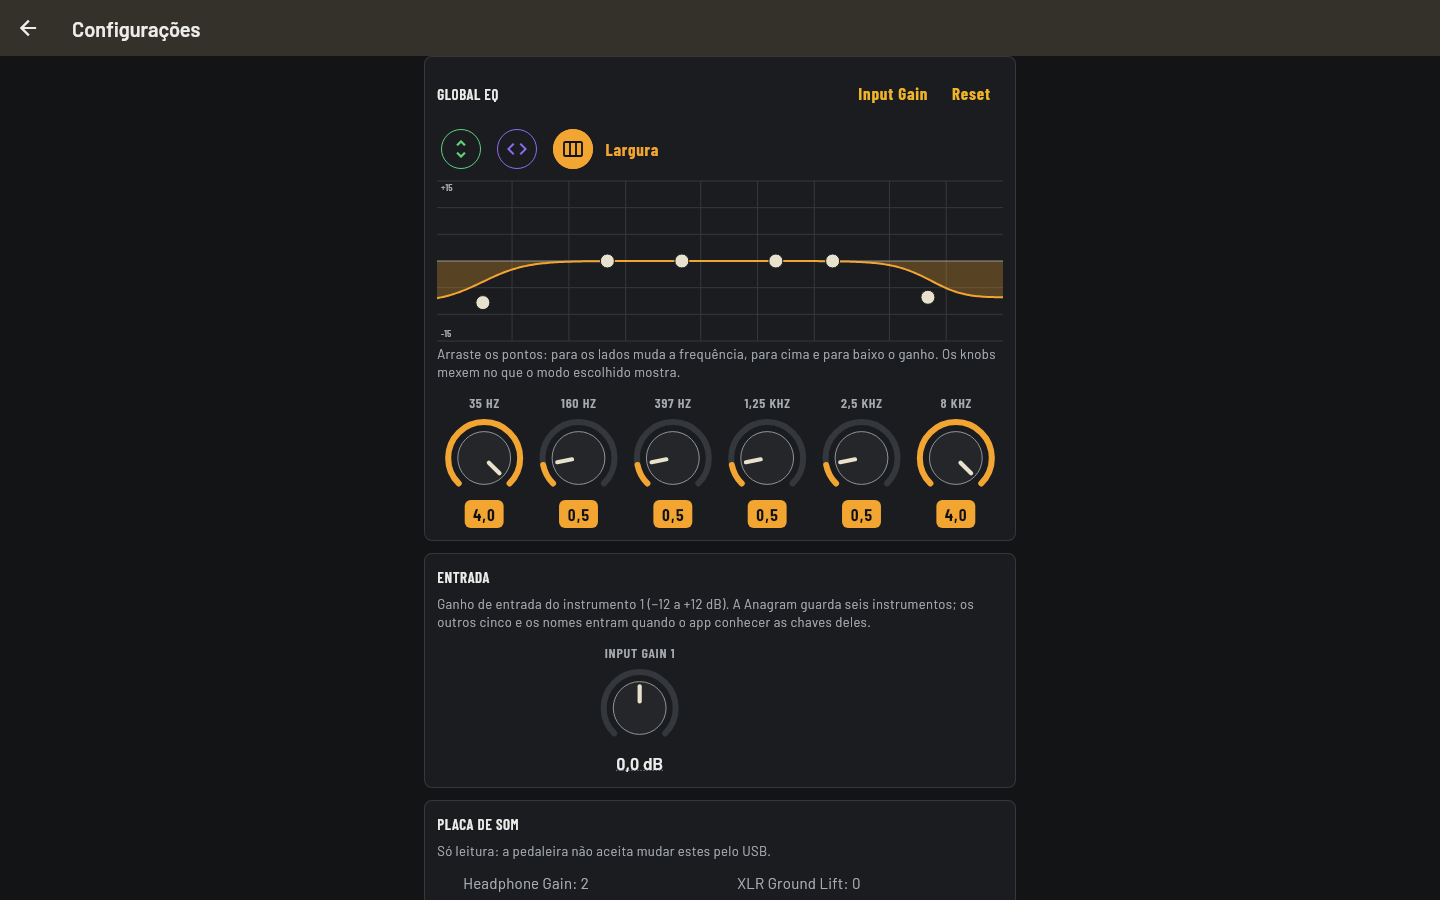 Configurações
GLOBAL EQ
Input Gain
Reset
Largura
+15
-15
Arraste os pontos: para os lados muda a frequência, para cima e para baixo o ganho. Os knobs
mexem no que o modo escolhido mostra.
35 HZ
160 HZ
397 HZ
1,25 KHZ
2,5 KHZ
8 KHZ
4,0
0,5
0,5
0,5
0,5
4,0
ENTRADA
Ganho de entrada do instrumento 1 (−12 a +12 dB). A Anagram guarda seis instrumentos; os
outros cinco e os nomes entram quando o app conhecer as chaves deles.
INPUT GAIN 1
0,0 dB
PLACA DE SOM
Só leitura: a pedaleira não aceita mudar estes pelo USB.
Headphone Gain: 2
XLR Ground Lift: 0